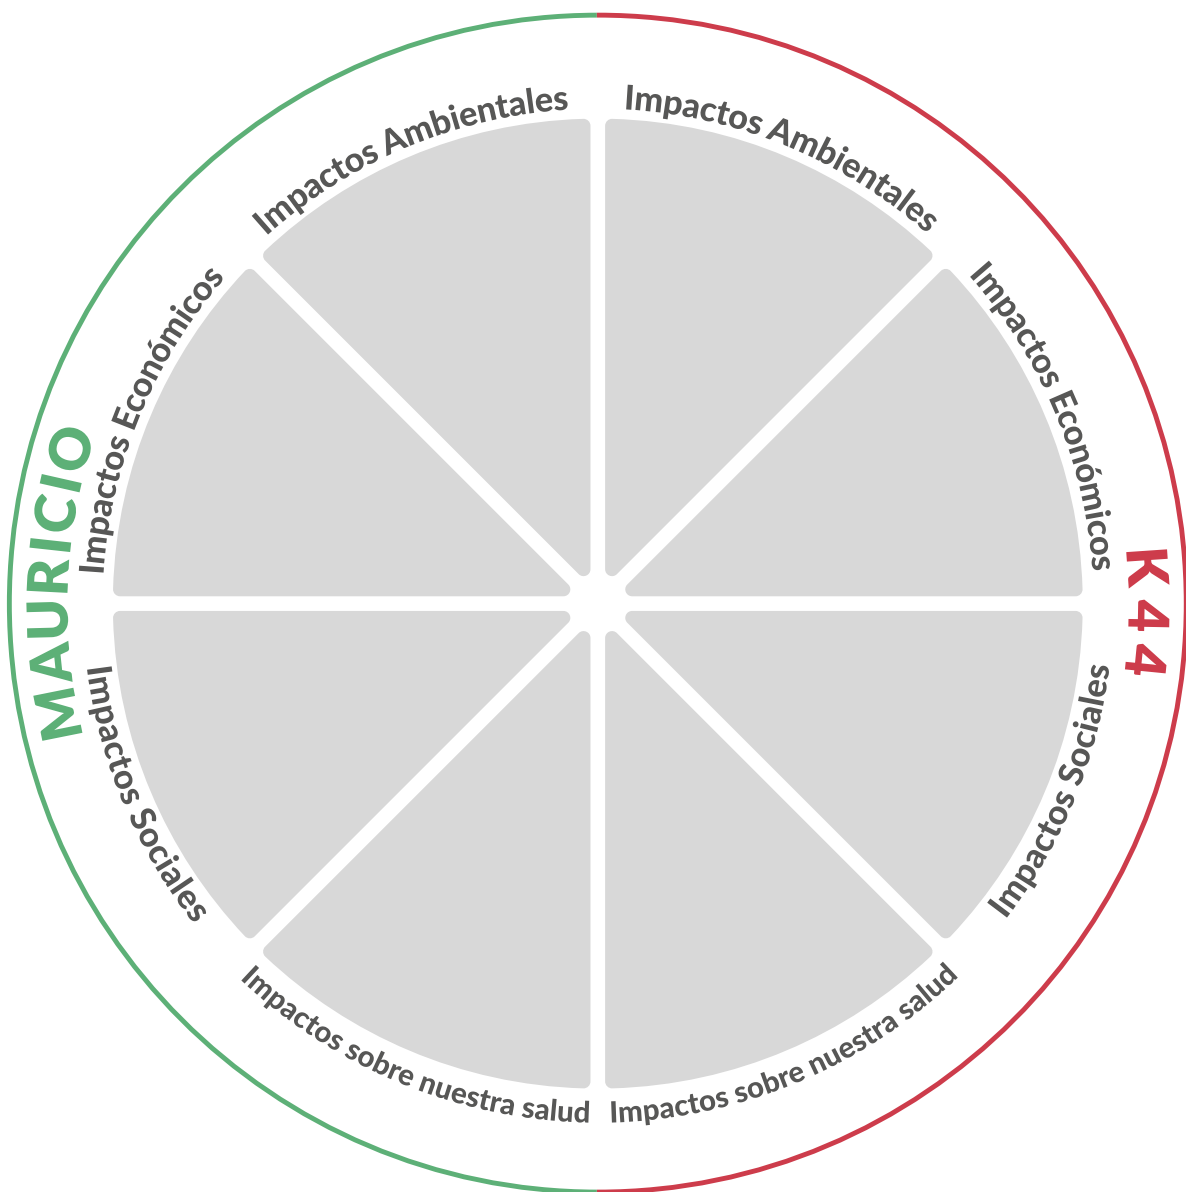 Impactos Ambientales
Impactos Ambientales
Impactos Económicos
Impactos Económicos
MAURICIO
K44
Impactos Sociales
Impactos Sociales
Impactos sobre nuestra salud
Impactos sobre nuestra salud